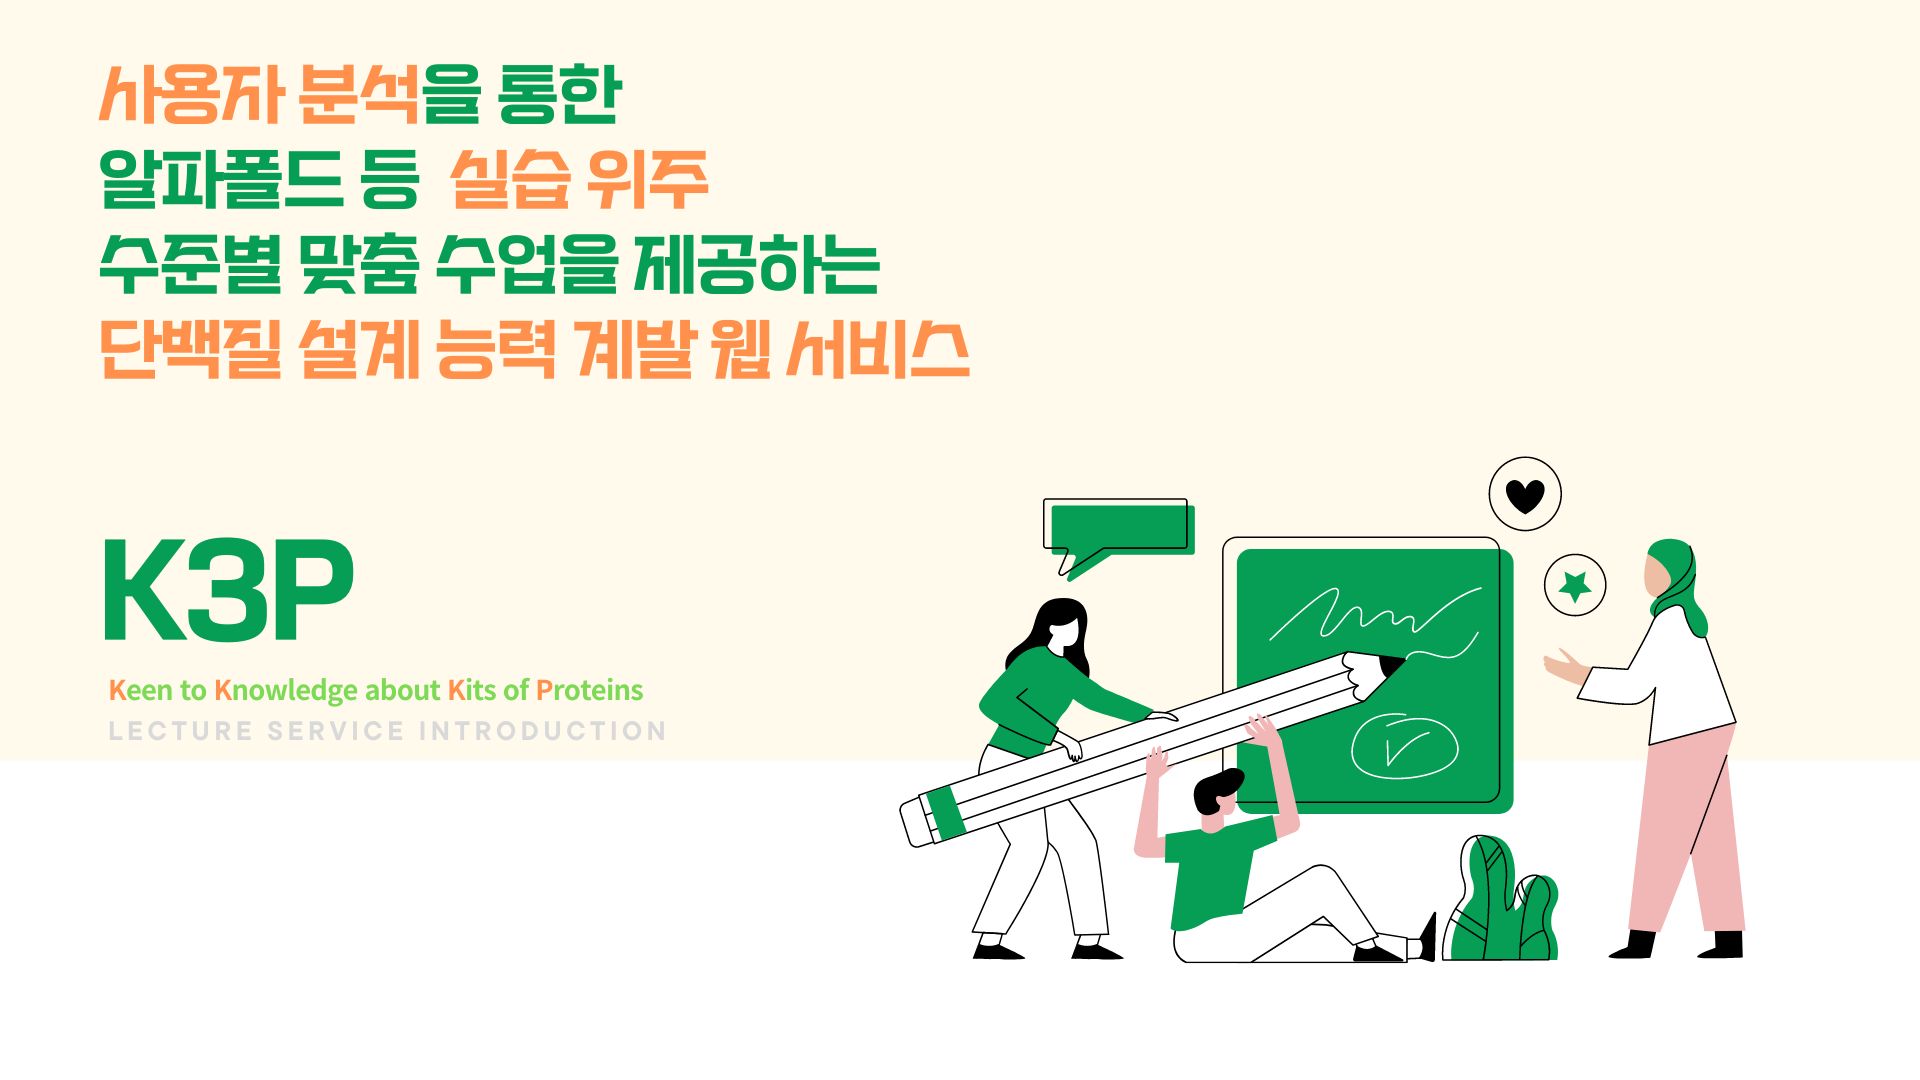 사용자 분석을 통한
알파폴드 등 실습 위주
수준별 맞춤 수업을 제공하는
단백질 설계 능력 계발 웹 서비스
K3P
Keen to Knowledge about Kits of Proteins
LECTURE SERVICE INTRODUCTION